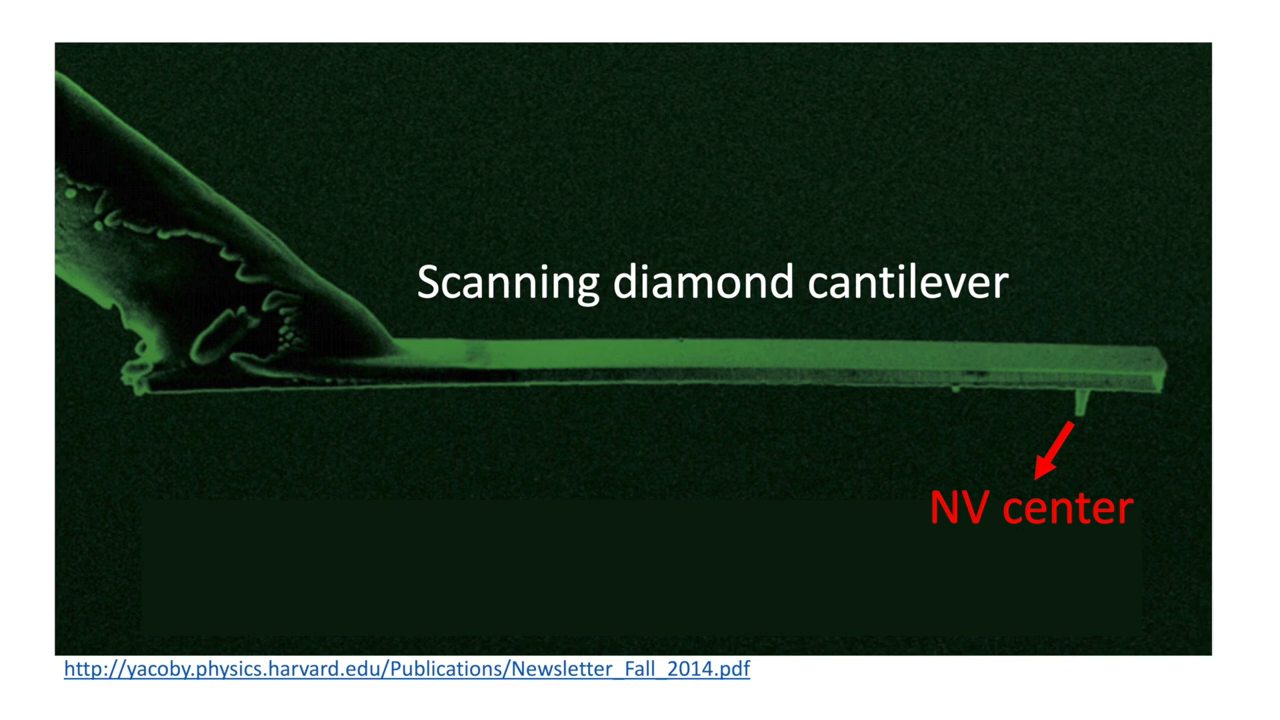 Scanning diamond cantilever
NV center
http://yacoby.physics.harvard.edu/Publications/Newsletter_Fall_2014.pdf